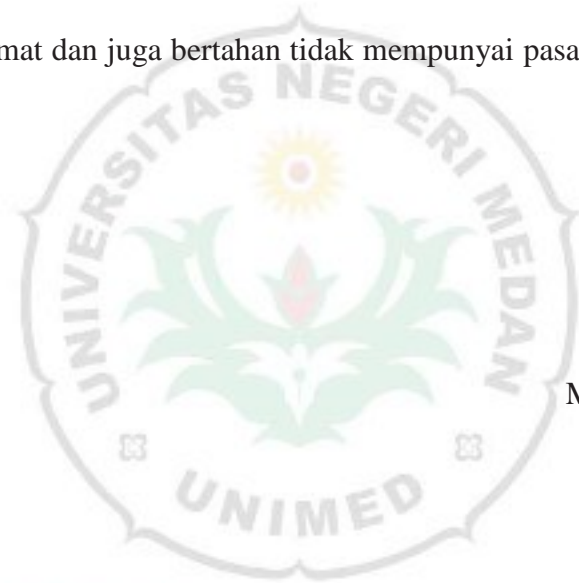 mat dan juga bertahan tidak mempunyai pasa
UNIVERSITAS NEGERI MEDAN
M
UNIMED